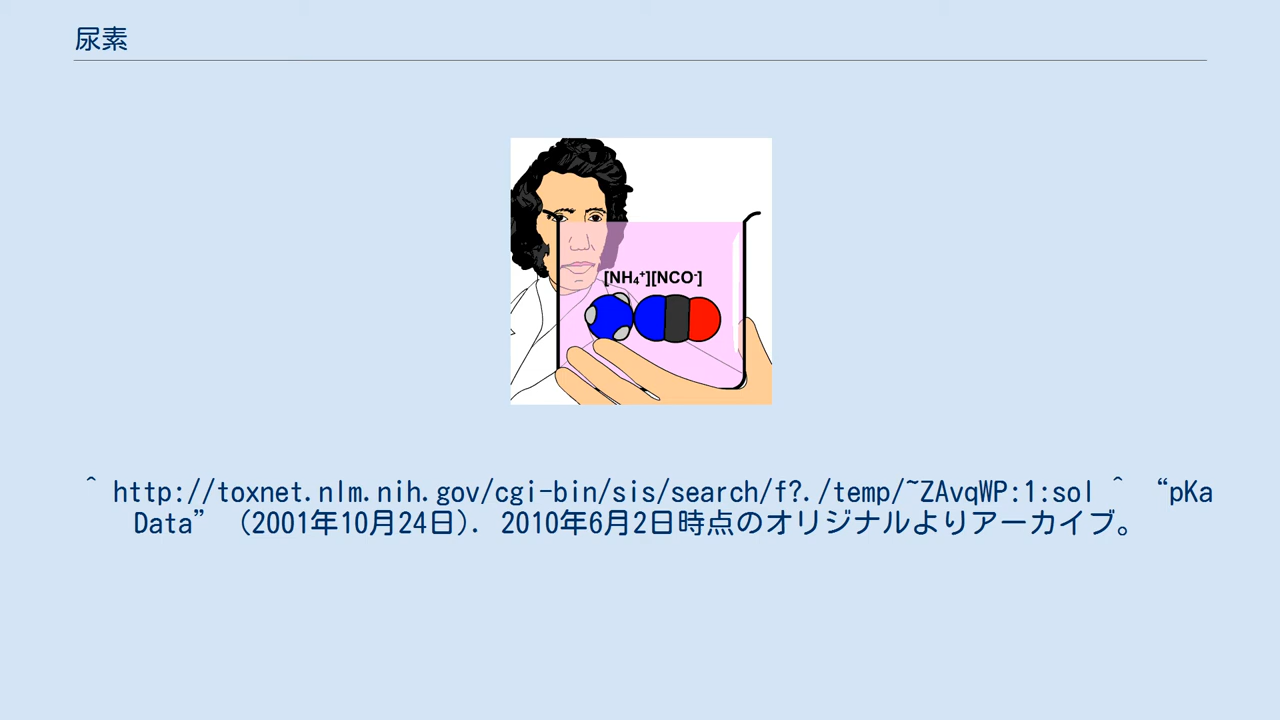 尿素
[NH₄⁺][NCO⁻]
^ http://toxnet.nlm.nih.gov/cgi-bin/sis/search/f?./temp/~ZAvqWP:1:sol ^ “pKa
Data” (2001年10月24日). 2010年6月2日時点のオリジナルよりアーカイブ。